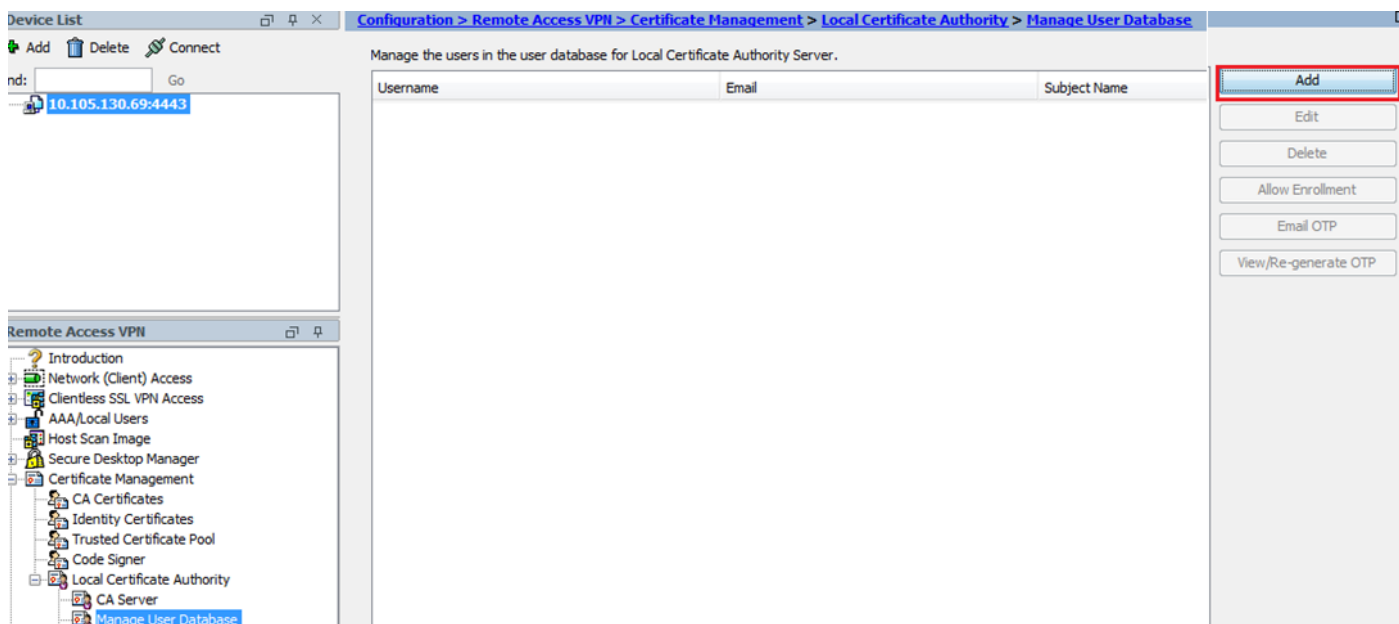 Device List
Add Delete Connect
nd: Go
10.105.130.69:4443
Remote Access VPN
Introduction
Network (Client) Access
Clientless SSL VPN Access
AAA/Local Users
Host Scan Image
Secure Desktop Manager
Certificate Management
CA Certificates
Identity Certificates
Trusted Certificate Pool
Code Signer
Local Certificate Authority
CA Server
Manage User Database
Configuration > Remote Access VPN > Certificate Management > Local Certificate Authority > Manage User Database
Manage the users in the user database for Local Certificate Authority Server.
Username Email Subject Name
Add
Edit
Delete
Allow Enrollment
Email OTP
View/Re-generate OTP